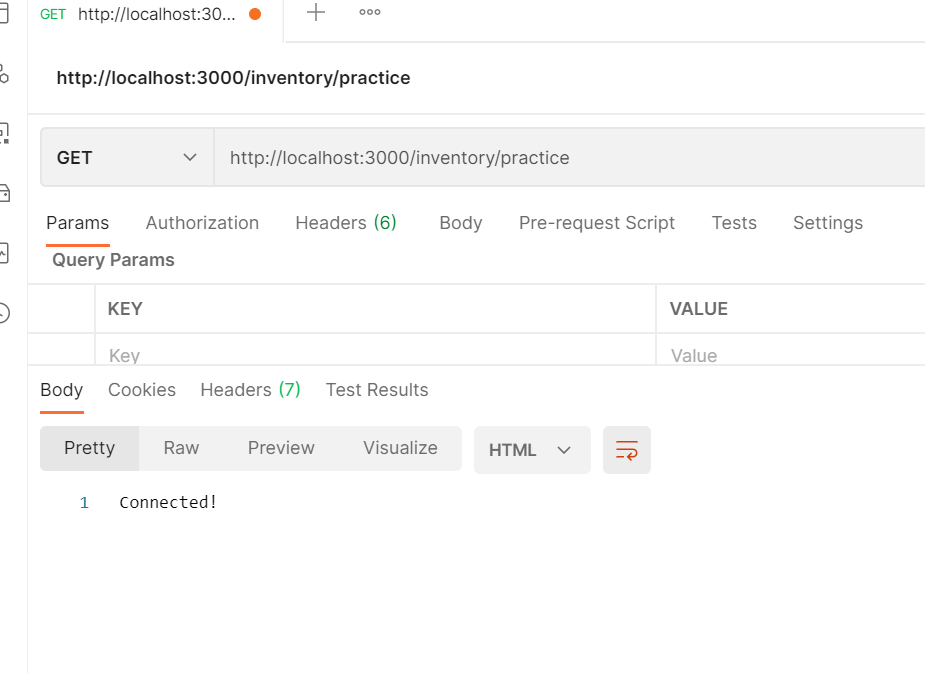 GET http://localhost:30...
http://localhost:3000/inventory/practice
GET http://localhost:3000/inventory/practice
Params Authorization Headers (6) Body Pre-request Script Tests Settings
Query Params
KEY VALUE
Key Value
Body Cookies Headers (7) Test Results
Pretty Raw Preview Visualize HTML
1 Connected!